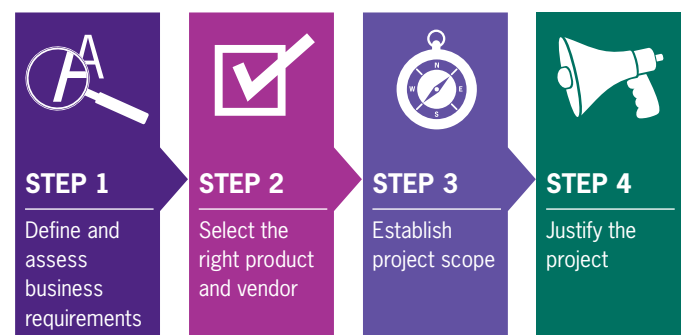 A A
N
W E
S
STEP 1
Define and
assess
business
requirements
STEP 2
Select the
right product
and vendor
STEP 3
Establish
project scope
STEP 4
Justify the
project